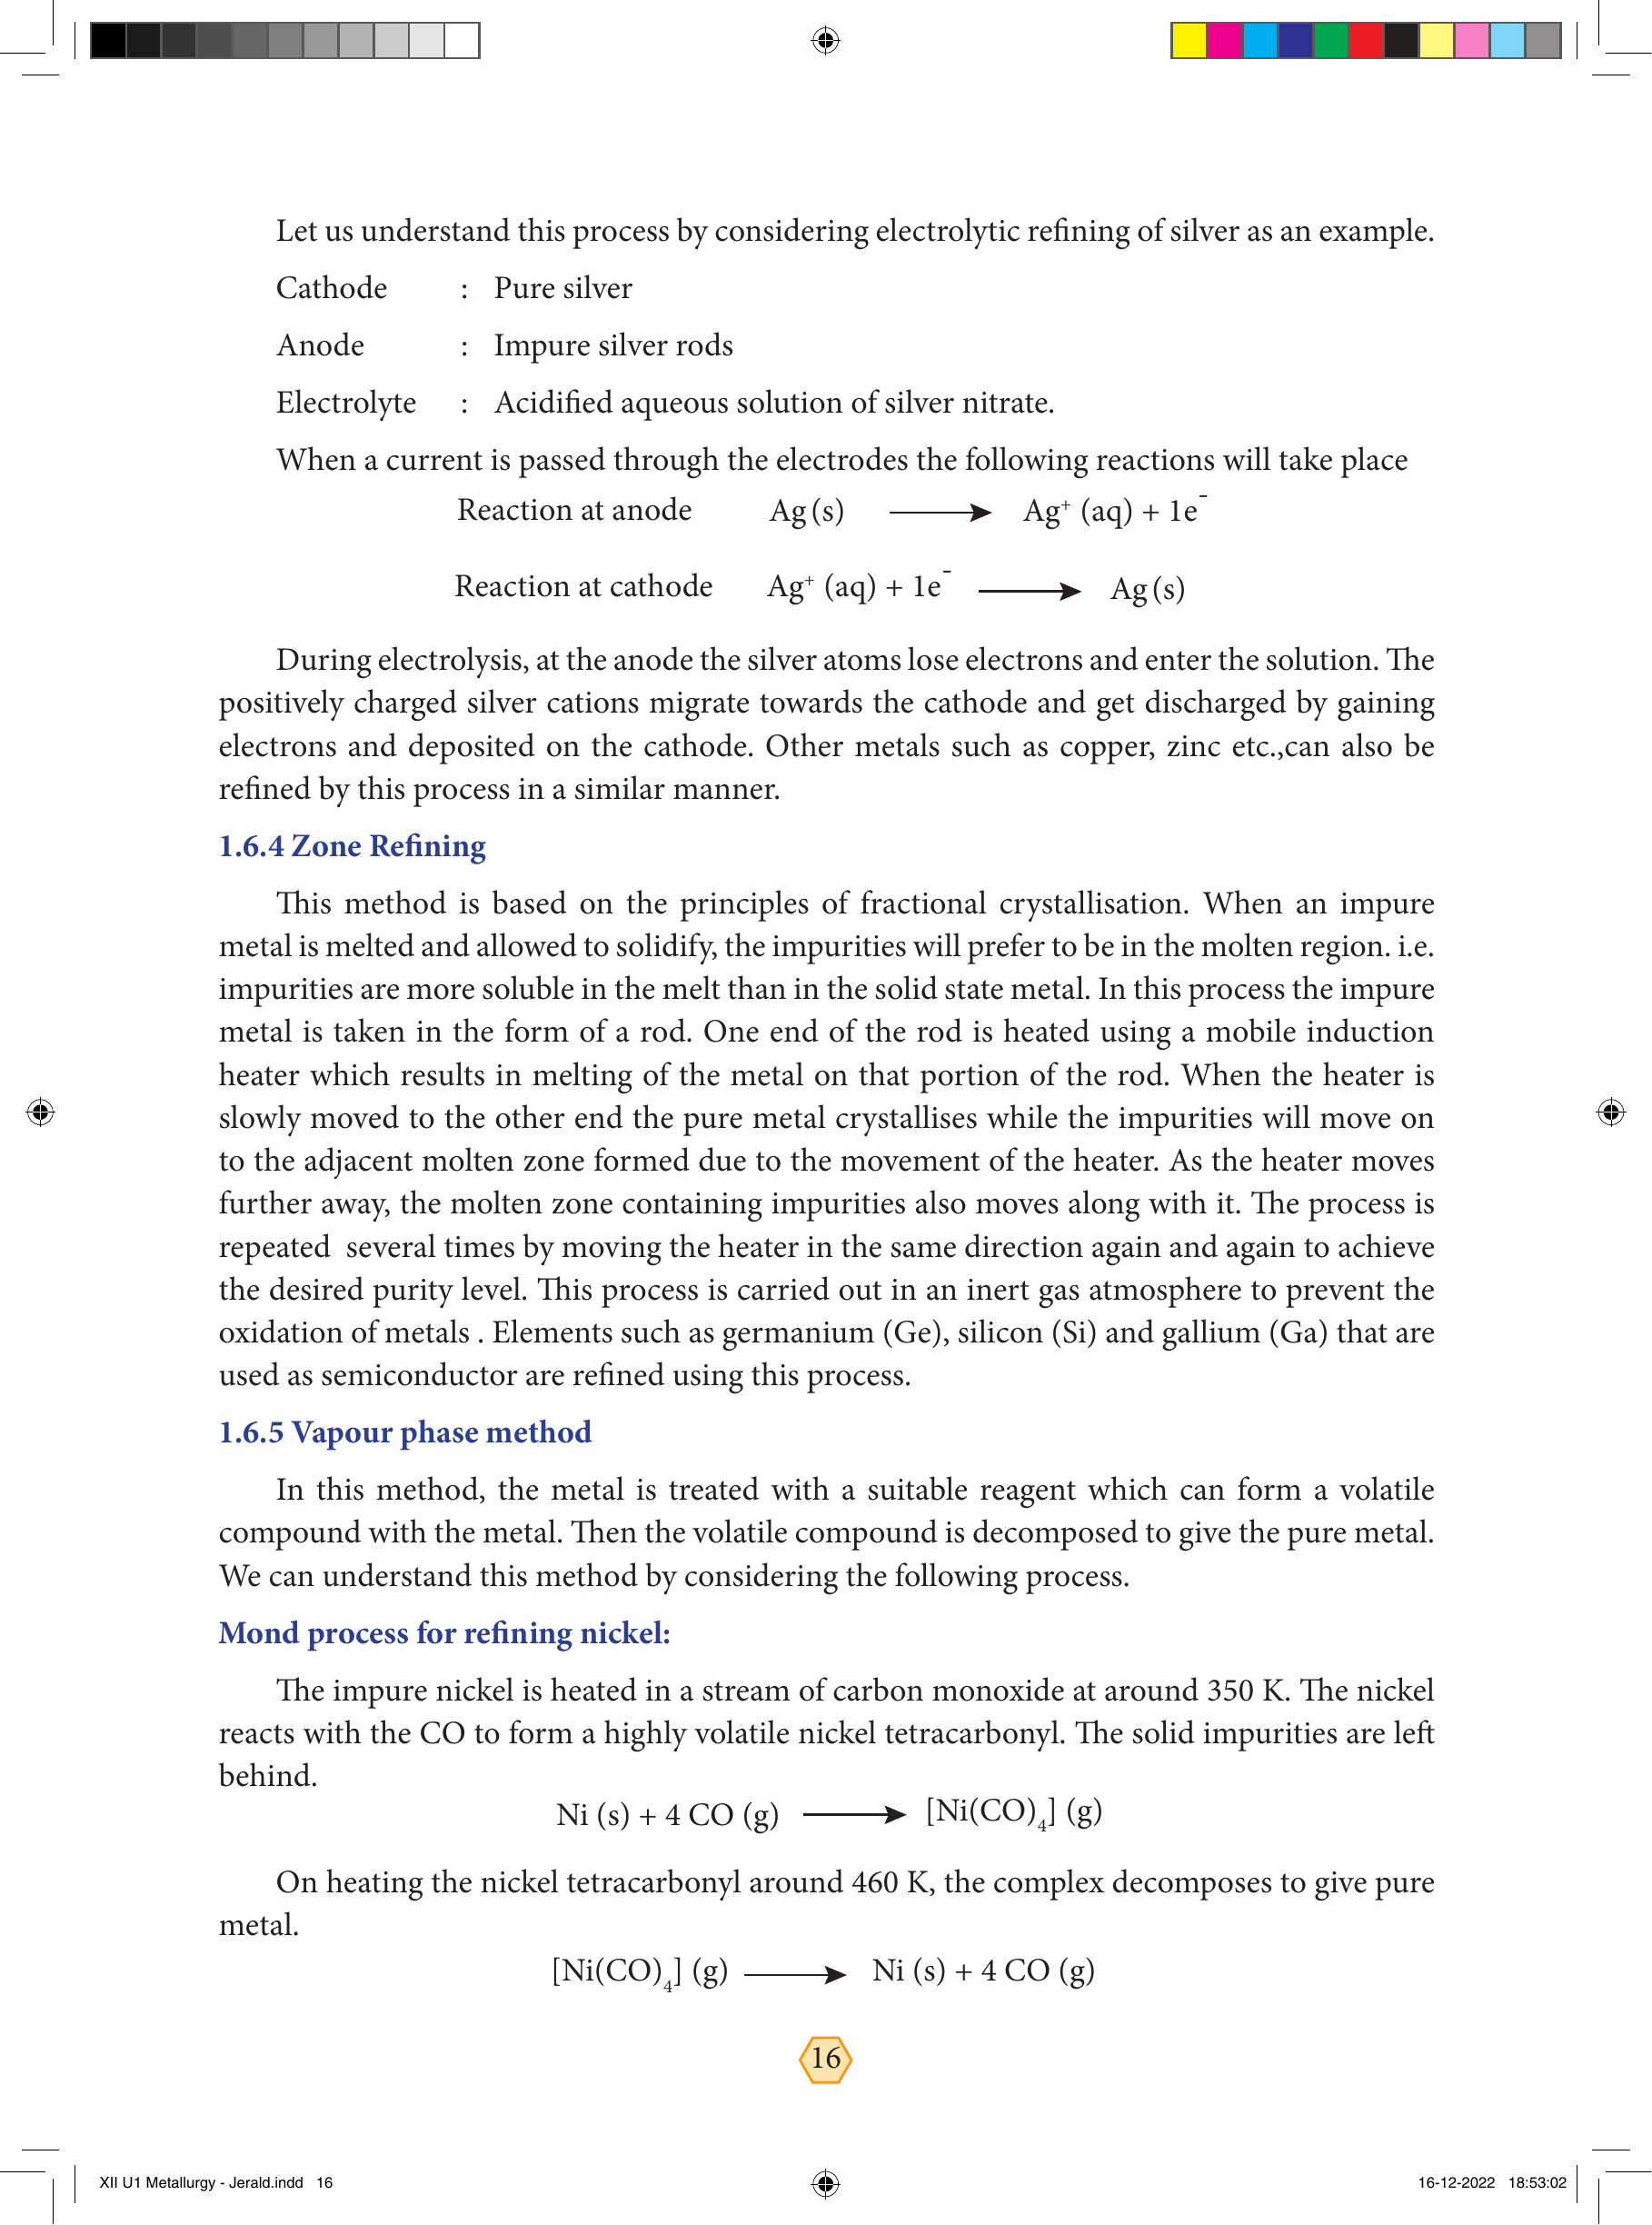 Let us understand this process by considering electrolytic refining of silver as an example.
Cathode : Pure silver
Anode : Impure silver rods
Electrolyte : Acidified aqueous solution of silver nitrate.
When a current is passed through the electrodes the following reactions will take place
Reaction at anode Ag (s) ⟶ Ag⁺ (aq) + 1e⁻
Reaction at cathode Ag⁺ (aq) + 1e⁻ ⟶ Ag (s)
During electrolysis, at the anode the silver atoms lose electrons and enter the solution. The
positively charged silver cations migrate towards the cathode and get discharged by gaining
electrons and deposited on the cathode. Other metals such as copper, zinc etc.,can also be
refined by this process in a similar manner.
1.6.4 Zone Refining
This method is based on the principles of fractional crystallisation. When an impure
metal is melted and allowed to solidify, the impurities will prefer to be in the molten region. i.e.
impurities are more soluble in the melt than in the solid state metal. In this process the impure
metal is taken in the form of a rod. One end of the rod is heated using a mobile induction
heater which results in melting of the metal on that portion of the rod. When the heater is
slowly moved to the other end the pure metal crystallises while the impurities will move on
to the adjacent molten zone formed due to the movement of the heater. As the heater moves
further away, the molten zone containing impurities also moves along with it. The process is
repeated several times by moving the heater in the same direction again and again to achieve
the desired purity level. This process is carried out in an inert gas atmosphere to prevent the
oxidation of metals . Elements such as germanium (Ge), silicon (Si) and gallium (Ga) that are
used as semiconductor are refined using this process.
1.6.5 Vapour phase method
In this method, the metal is treated with a suitable reagent which can form a volatile
compound with the metal. Then the volatile compound is decomposed to give the pure metal.
We can understand this method by considering the following process.
Mond process for refining nickel:
The impure nickel is heated in a stream of carbon monoxide at around 350 K. The nickel
reacts with the CO to form a highly volatile nickel tetracarbonyl. The solid impurities are left
behind.
Ni (s) + 4 CO (g) ⟶ [Ni(CO)₄] (g)
On heating the nickel tetracarbonyl around 460 K, the complex decomposes to give pure
metal.
[Ni(CO)₄] (g) ⟶ Ni (s) + 4 CO (g)
16
XII U1 Metallurgy - Jerald.indd 16 16-12-2022 18:53:02